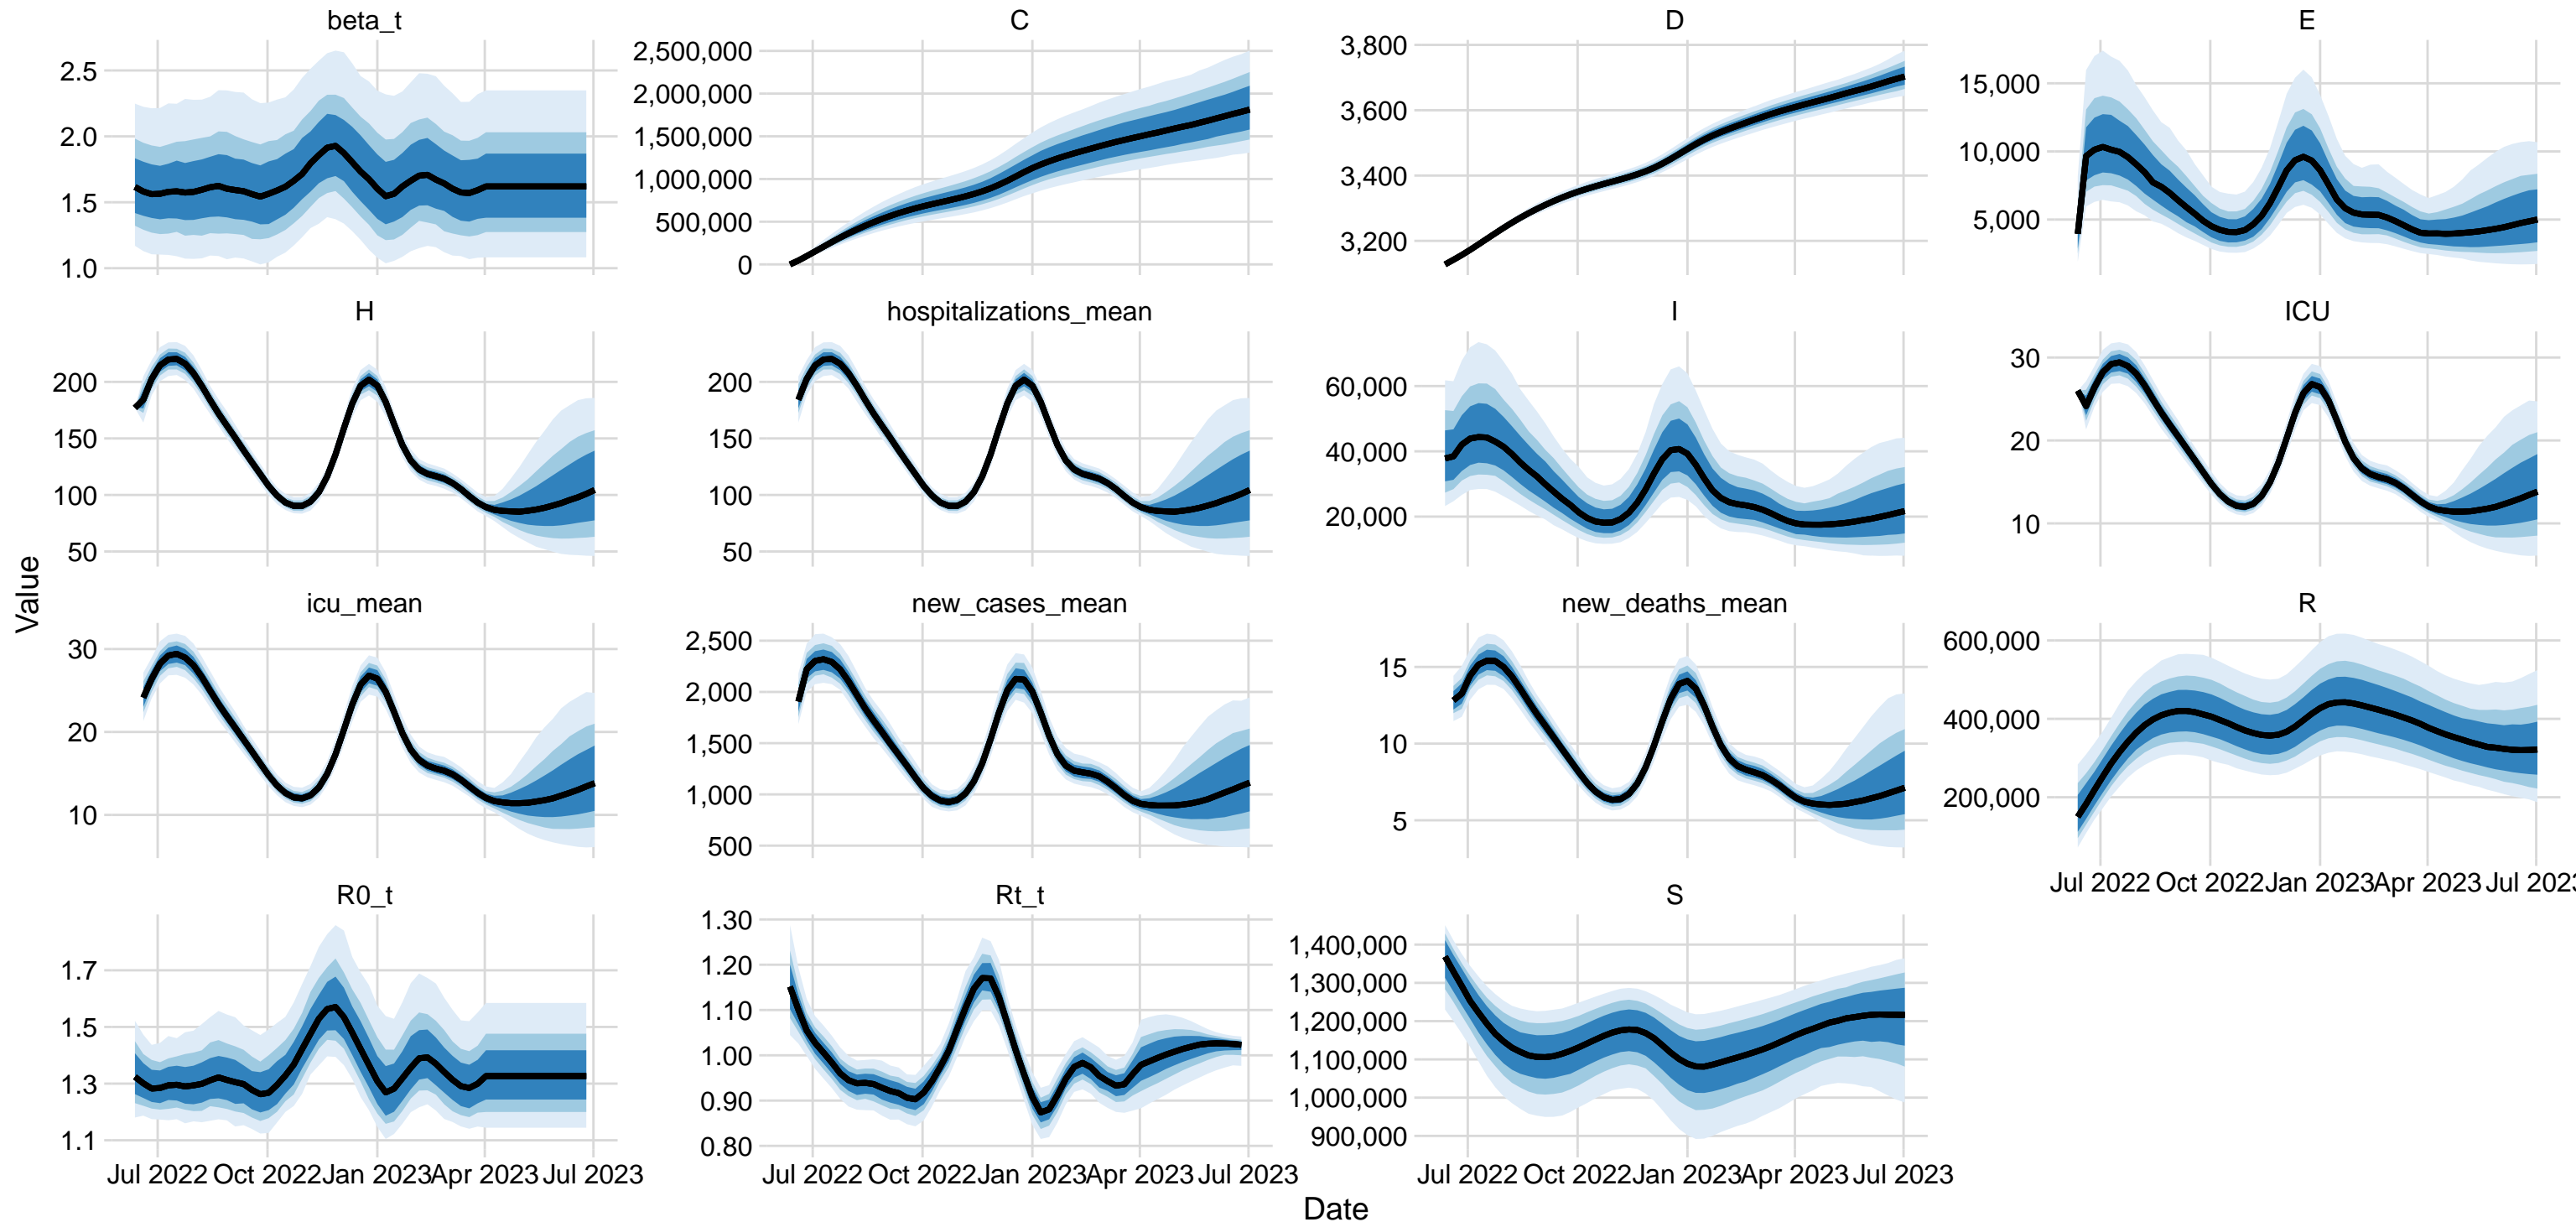 beta_t
C
D
E
2.5
2.0
1.5
1.0
2,500,000
2,000,000
1,500,000
1,000,000
500,000
0
3,800
3,600
3,400
3,200
15,000
10,000
5,000
H
hospitalizations_mean
I
ICU
200
150
100
50
200
150
100
50
60,000
40,000
20,000
30
20
10
Value
icu_mean
new_cases_mean
new_deaths_mean
R
30
20
10
2,500
2,000
1,500
1,000
500
15
10
5
600,000
400,000
200,000
Jul 2022 Oct 2022 Jan 2023 Apr 2023 Jul 2023
R0_t
Rt_t
S
1.7
1.5
1.3
1.1
1.30
1.20
1.10
1.00
0.90
0.80
1,400,000
1,300,000
1,200,000
1,100,000
1,000,000
900,000
Jul 2022 Oct 2022 Jan 2023 Apr 2023 Jul 2023
Jul 2022 Oct 2022 Jan 2023 Apr 2023 Jul 2023
Jul 2022 Oct 2022 Jan 2023 Apr 2023 Jul 2023
Date